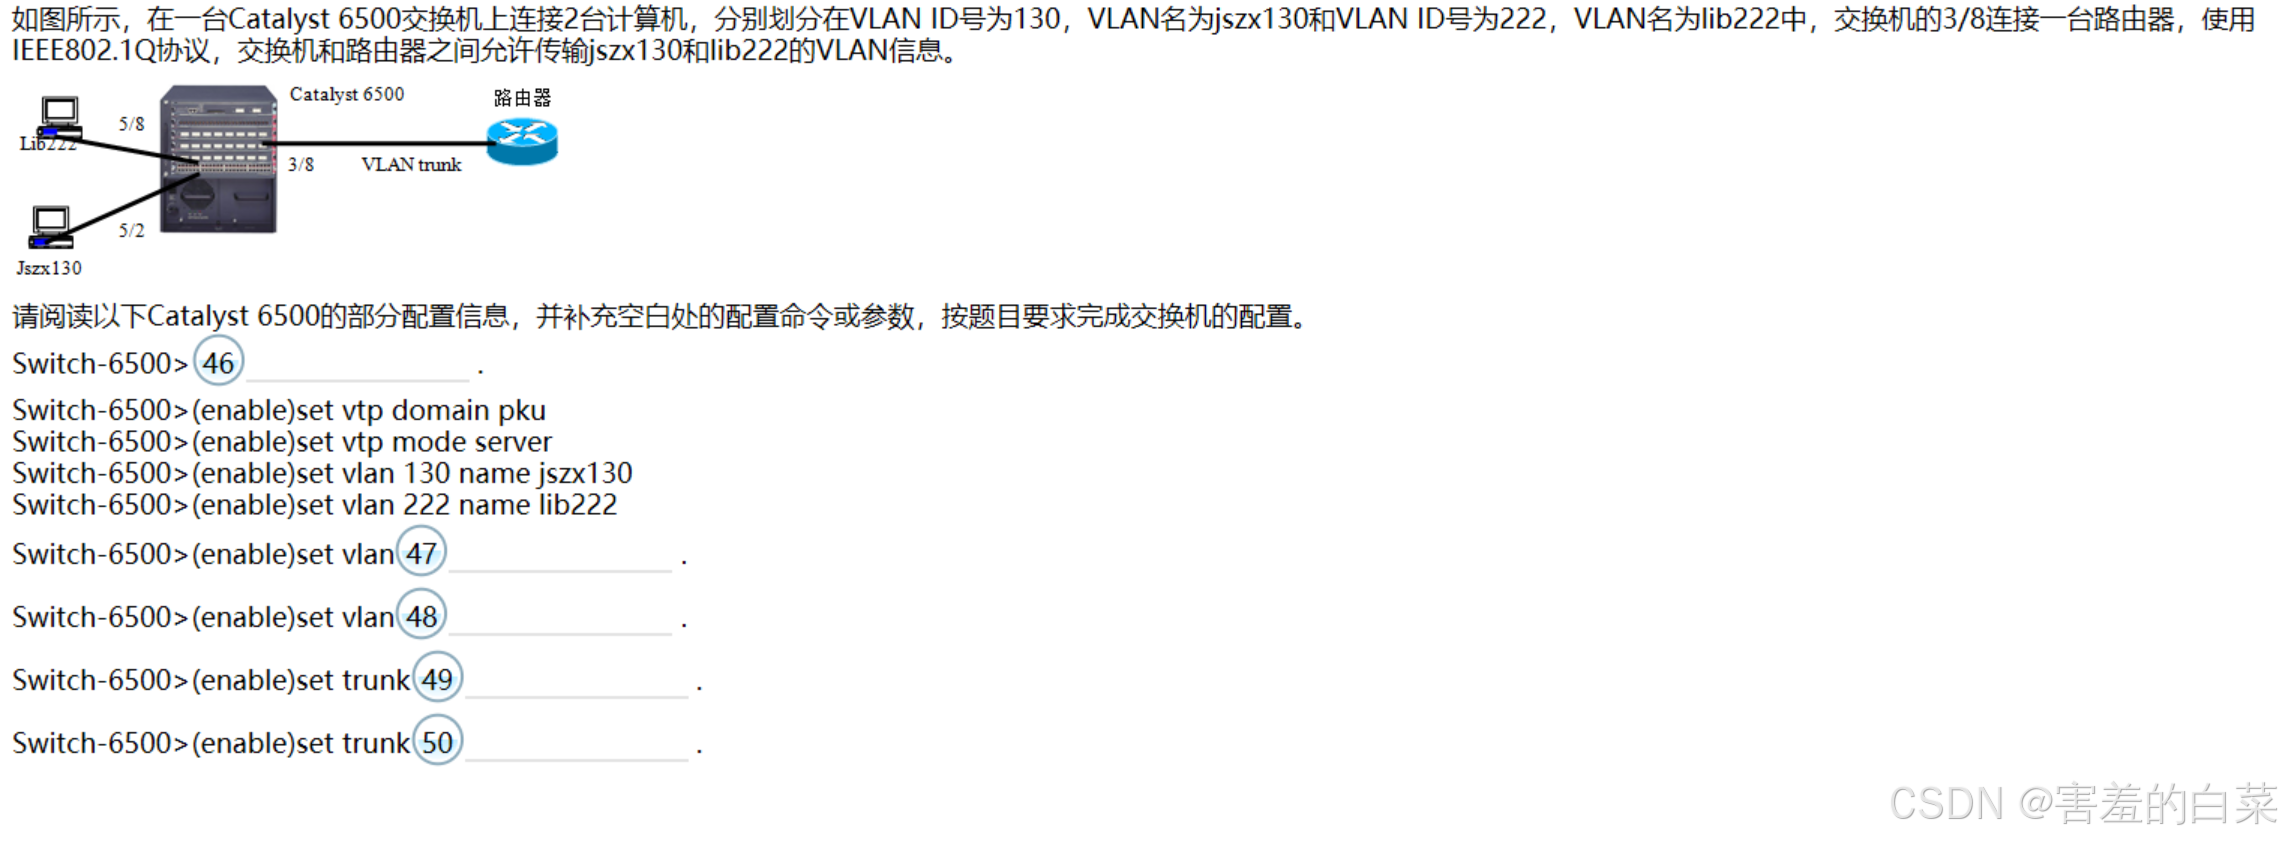 如图所示，在一台Catalyst 6500交换机上连接2台计算机，分别划分在VLAN ID号为130，VLAN名为jszx130和VLAN ID号为222，VLAN名为lib222中，交换机的3/8连接一台路由器，使用
IEEE802.1Q协议，交换机和路由器之间允许传输jszx130和lib222的VLAN信息。
Catalyst 6500
路由器
5/8
Lib222
3/8
VLAN trunk
5/2
Jszx130
请阅读以下Catalyst 6500的部分配置信息，并补充空白处的配置命令或参数，按题目要求完成交换机的配置。
Switch-6500> 46 .
Switch-6500>(enable)set vtp domain pku
Switch-6500>(enable)set vtp mode server
Switch-6500>(enable)set vlan 130 name jszx130
Switch-6500>(enable)set vlan 222 name lib222
Switch-6500>(enable)set vlan 47 .
Switch-6500>(enable)set vlan 48 .
Switch-6500>(enable)set trunk 49 .
Switch-6500>(enable)set trunk 50 .
CSDN @害羞的白菜